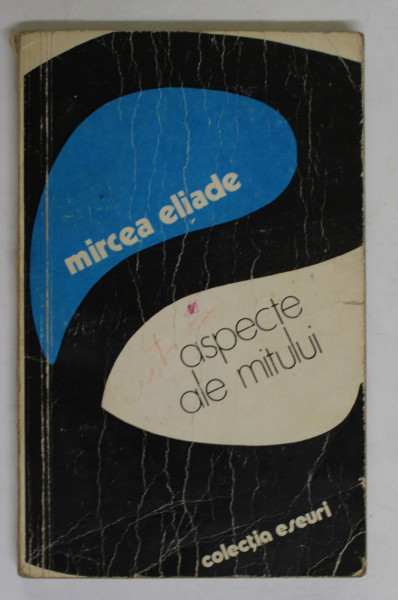 mircea eliade
aspecte
ale mitului
colecția eseuri